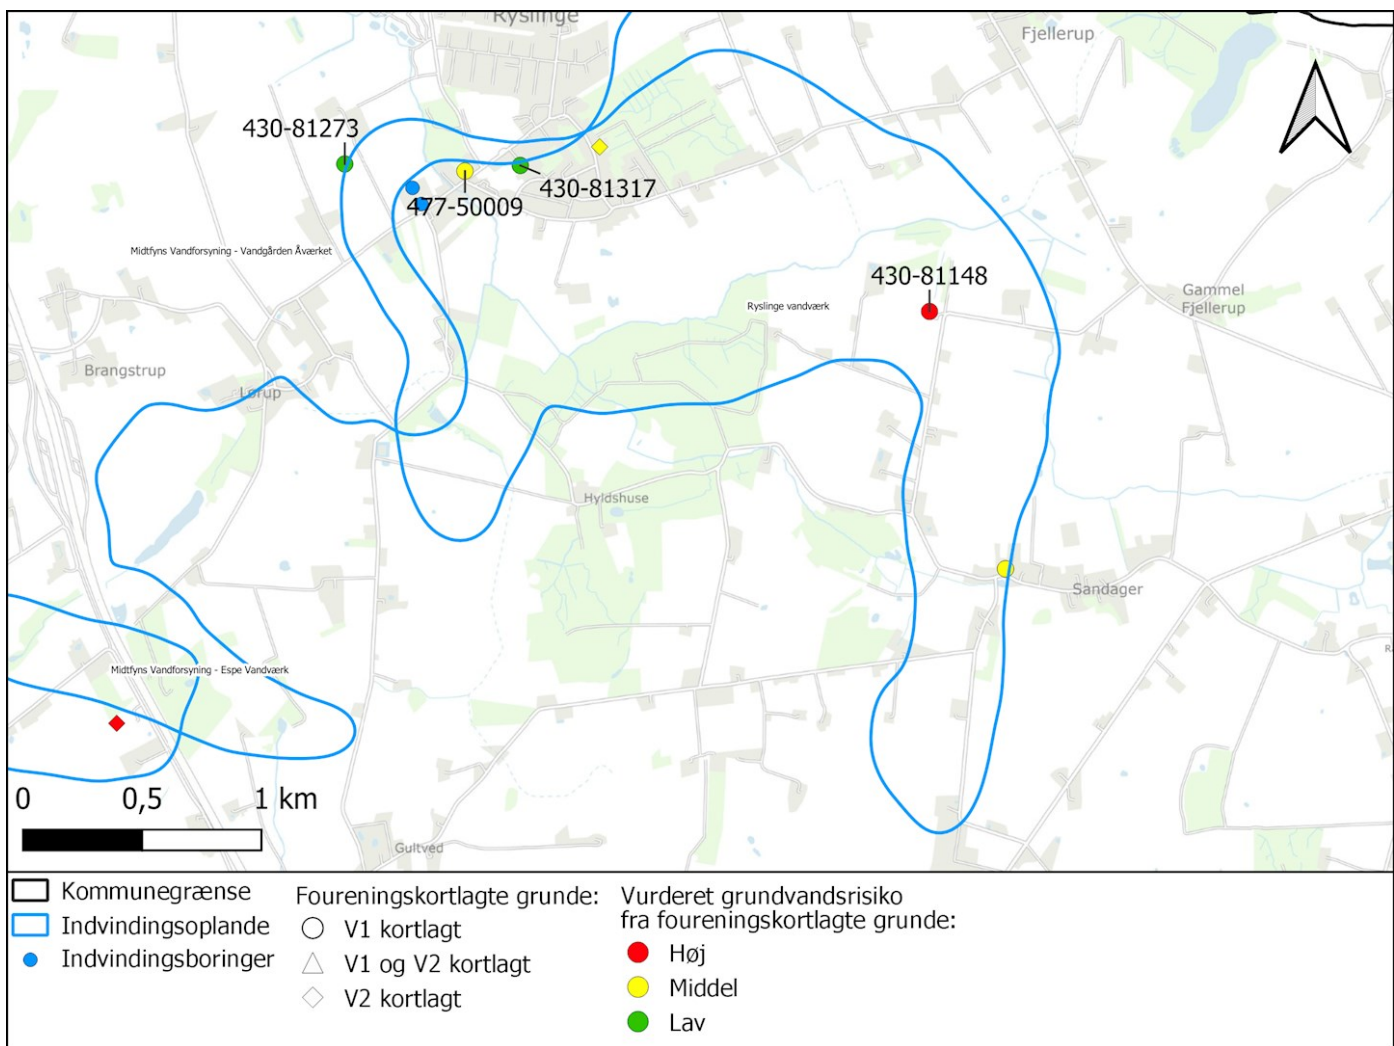 Ryslinge
Fjellerup
430-81273
430-81317
477-50009
Midtfyns Vandforsyning - Vandgården Åværket
430-81148
Gammel
Fjellerup
Ryslinge vandværk
Brangstrup
Lørup
Hyldshuse
Sandager
Midtfyns Vandforsyning - Espe Vandværk
0 0,5 1 km
Gultved
Kommunegrænse
Indvindingsoplande
Indvindingsboringer
Foureningskortlagte grunde:
V1 kortlagt
V1 og V2 kortlagt
V2 kortlagt
Vurderet grundvandsrisiko
fra foureningskortlagte grunde:
Høj
Middel
Lav